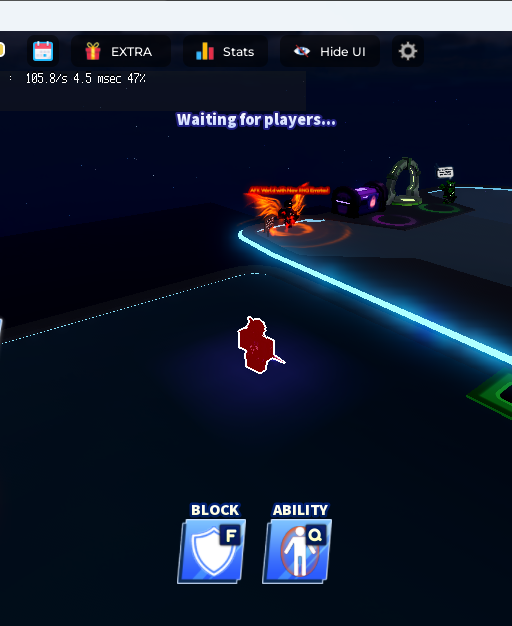 EXTRA
Stats
Hide UI
: 105.8/s 4.5 msec 47%
Waiting for players...
BLOCK
ABILITY
F
Q